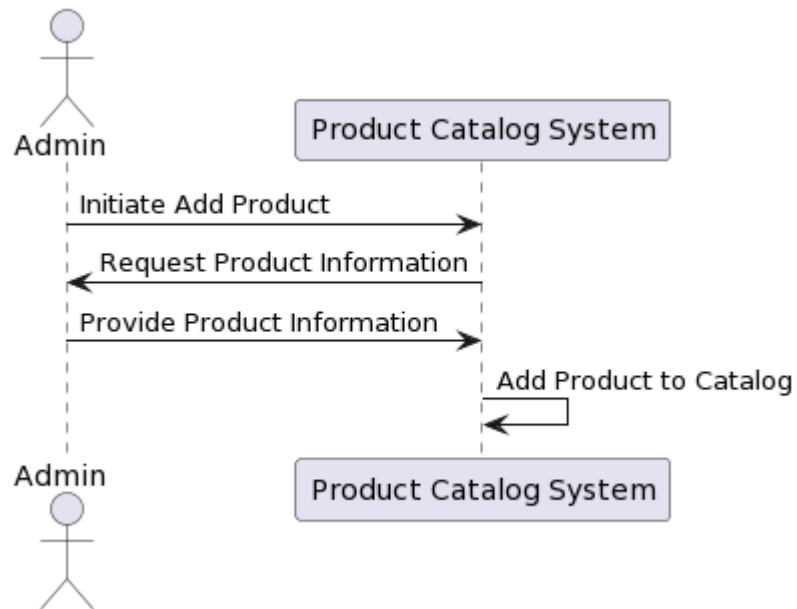 Admin
Product Catalog System
Initiate Add Product
Request Product Information
Provide Product Information
Add Product to Catalog
Admin
Product Catalog System